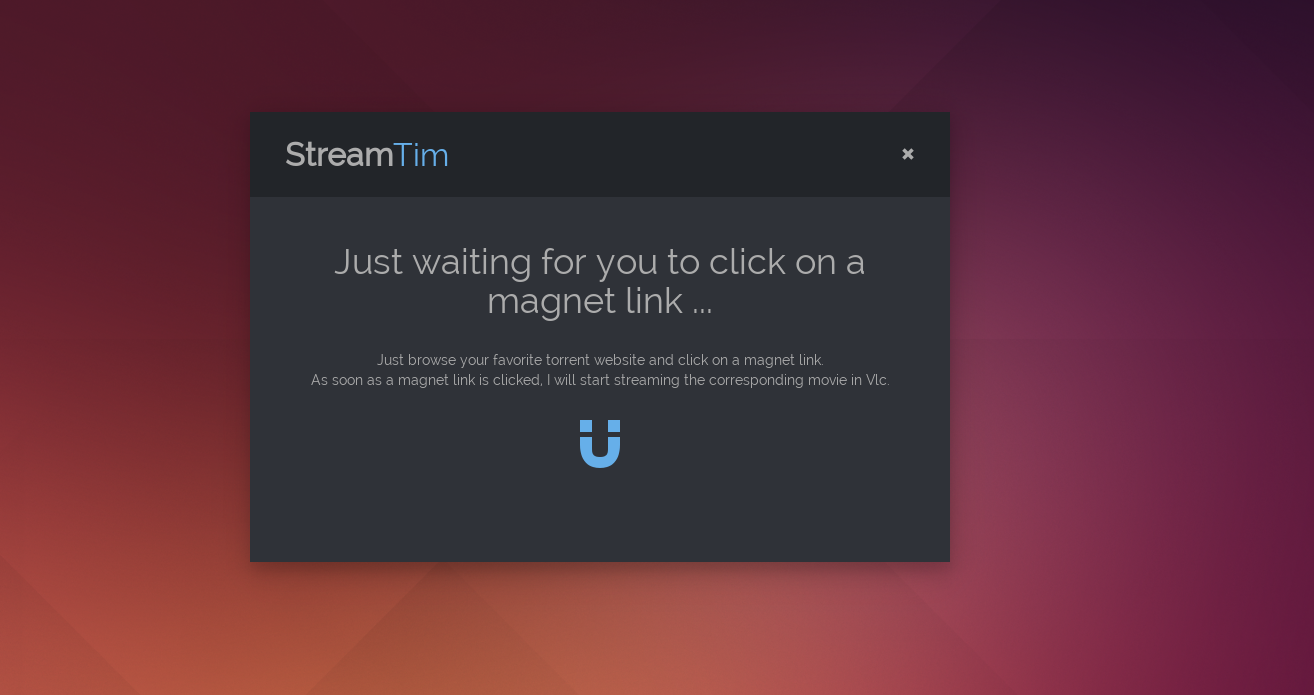 StreamTim
Just waiting for you to click on a
magnet link ...
Just browse your favorite torrent website and click on a magnet link.
As soon as a magnet link is clicked, I will start streaming the corresponding movie in Vlc.